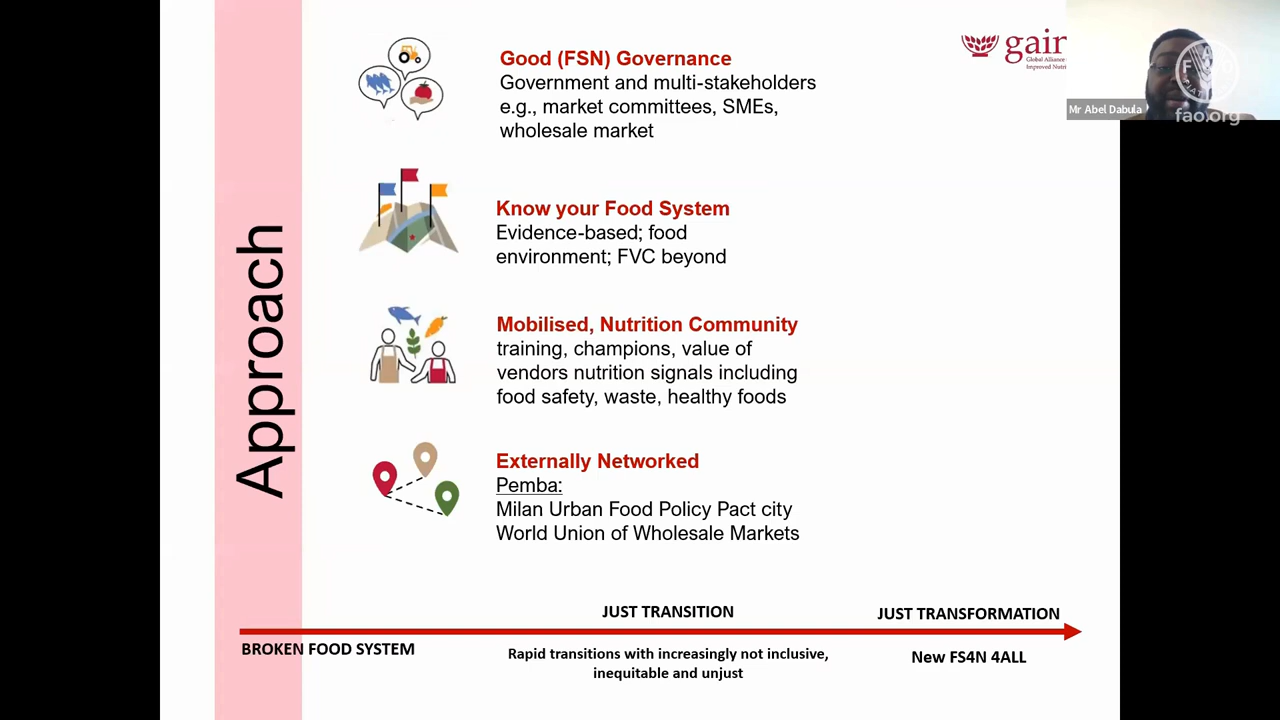 Approach
Good (FSN) Governance
Government and multi-stakeholders
e.g., market committees, SMEs,
wholesale market
Know your Food System
Evidence-based; food
environment; FVC beyond
Mobilised, Nutrition Community
training, champions, value of
vendors nutrition signals including
food safety, waste, healthy foods
Externally Networked
Pemba:
Milan Urban Food Policy Pact city
World Union of Wholesale Markets
JUST TRANSITION
JUST TRANSFORMATION
BROKEN FOOD SYSTEM
Rapid transitions with increasingly not inclusive,
inequitable and unjust
New FS4N 4ALL
gair
Global Alliance
Improved Nutri
Mr Abel Dabula
fao.org